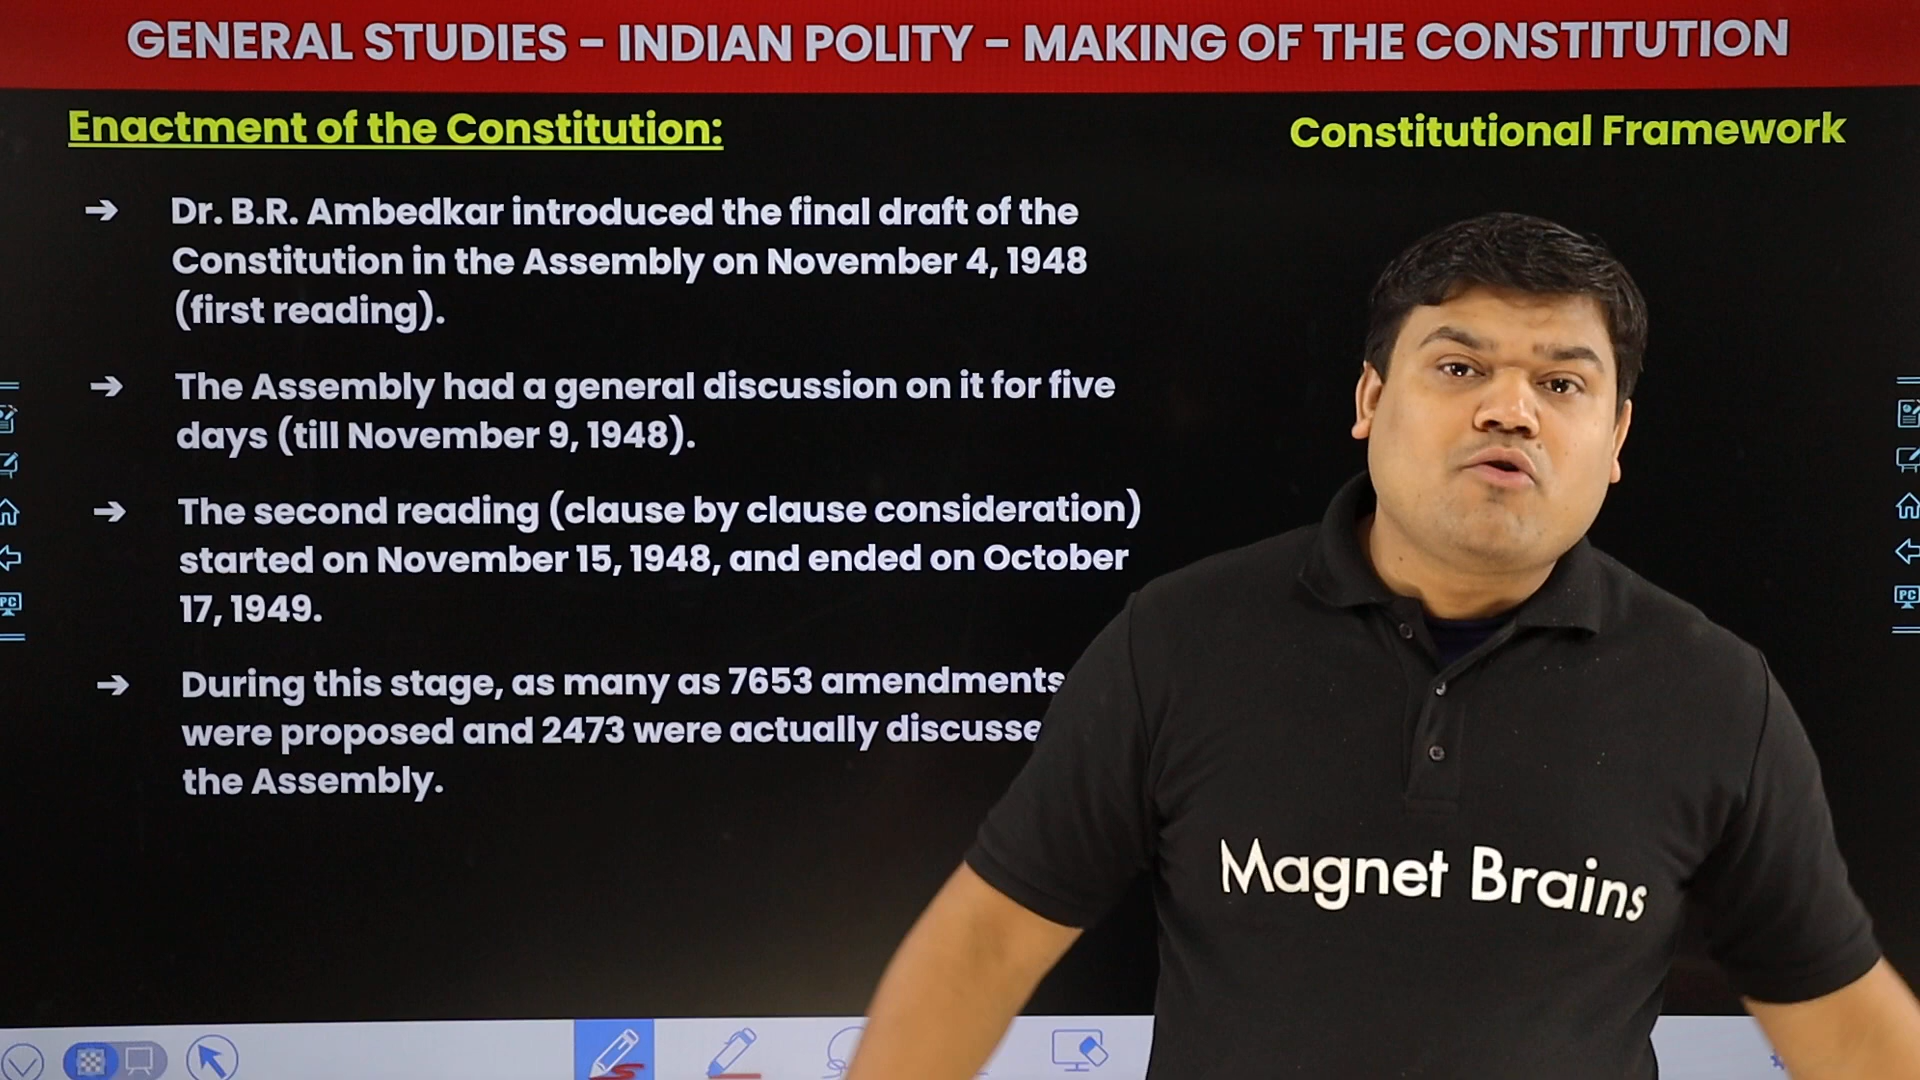 GENERAL STUDIES - INDIAN POLITY - MAKING OF THE CONSTITUTION
Enactment of the Constitution:
Constitutional Framework
➔ Dr. B.R. Ambedkar introduced the final draft of the
Constitution in the Assembly on November 4, 1948
(first reading).
➔ The Assembly had a general discussion on it for five
days (till November 9, 1948).
➔ The second reading (clause by clause consideration)
started on November 15, 1948, and ended on October
17, 1949.
➔ During this stage, as many as 7653 amendments
were proposed and 2473 were actually
the Assembly.
Magnet Brains
PC
PC